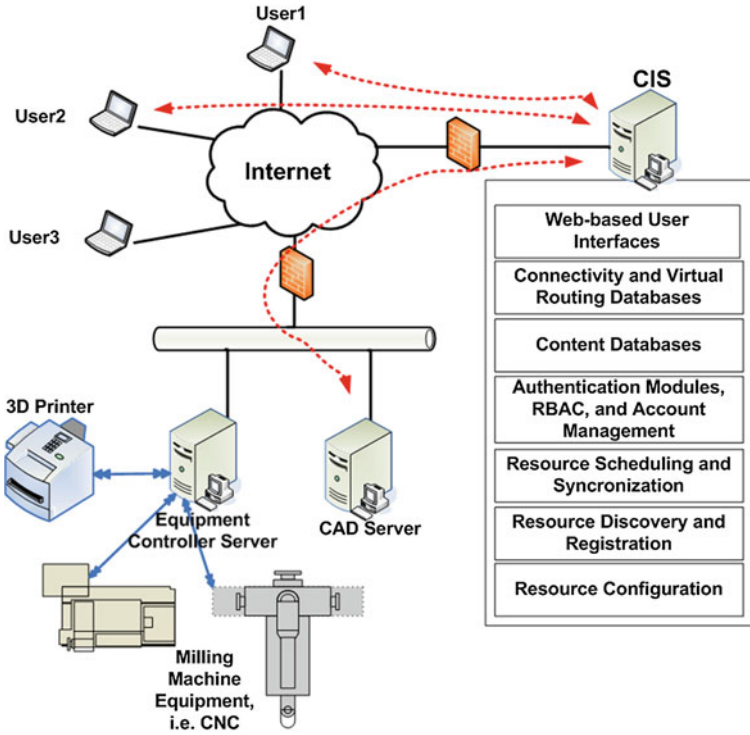 User1
CIS
User2
Internet
User3
Web-based User
Interfaces
Connectivity and Virtual
Routing Databases
Content Databases
Authentication Modules,
RBAC, and Account
Management
Resource Scheduling and
Syncronization
Resource Discovery and
Registration
Resource Configuration
3D Printer
Equipment
Controller Server
CAD Server
Milling
Machine
Equipment,
i.e. CNC